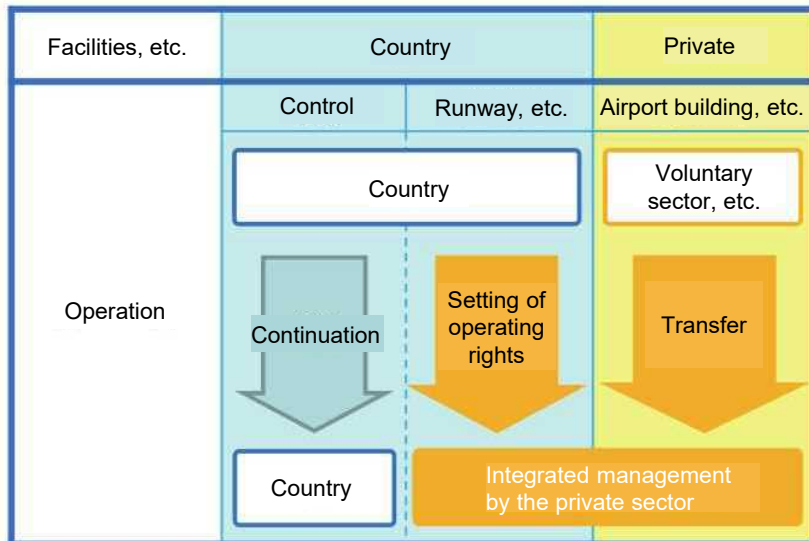 Facilities, etc.
Country
Private
Control
Runway, etc.
Airport building, etc.
Operation
Country
Voluntary
sector, etc.
Continuation
Setting of
operating
rights
Transfer
Country
Integrated management
by the private sector